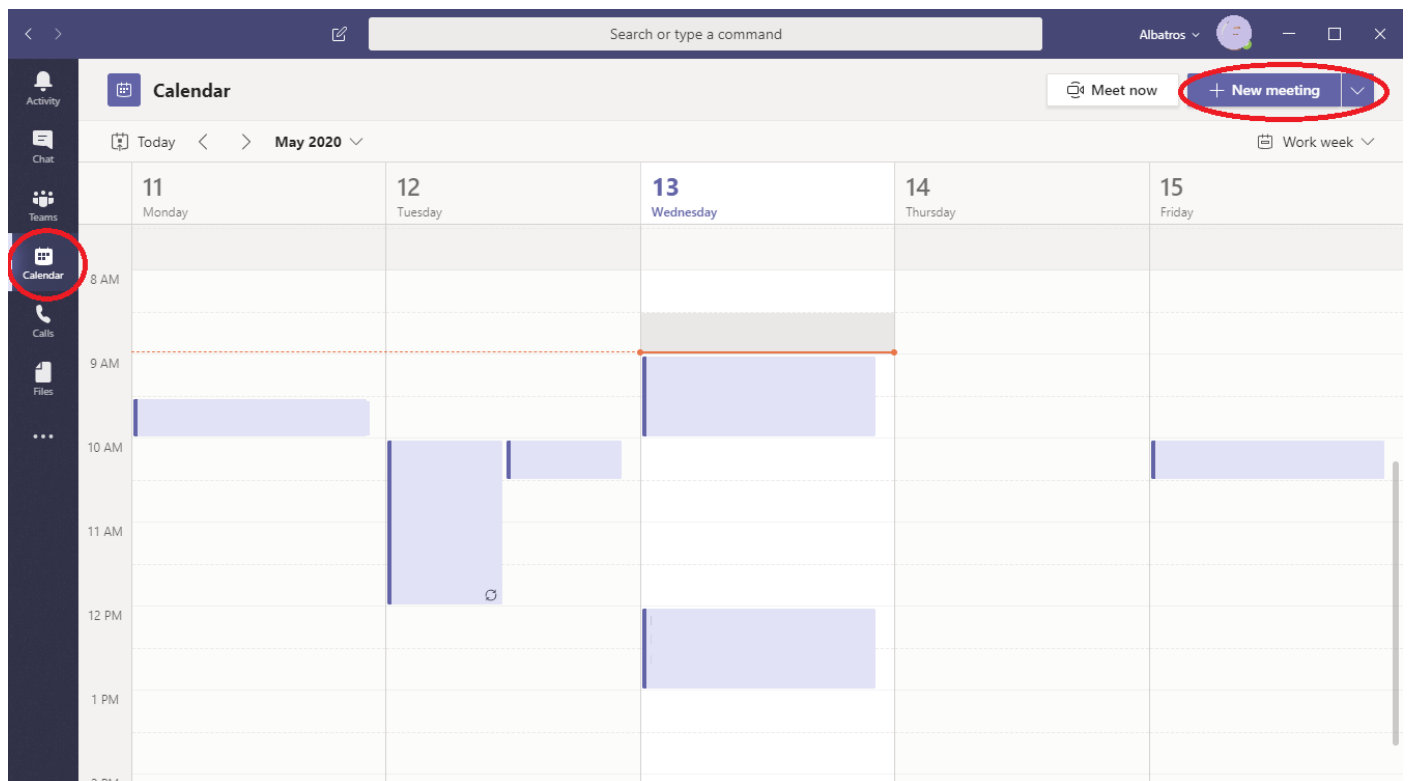 Search or type a command
Albatros
Activity
Chat
Teams
Calendar
Calls
Files
Calendar
Meet now
New meeting
Today
May 2020
Work week
11
Monday
12
Tuesday
13
Wednesday
14
Thursday
15
Friday
8 AM
9 AM
10 AM
11 AM
12 PM
1 PM